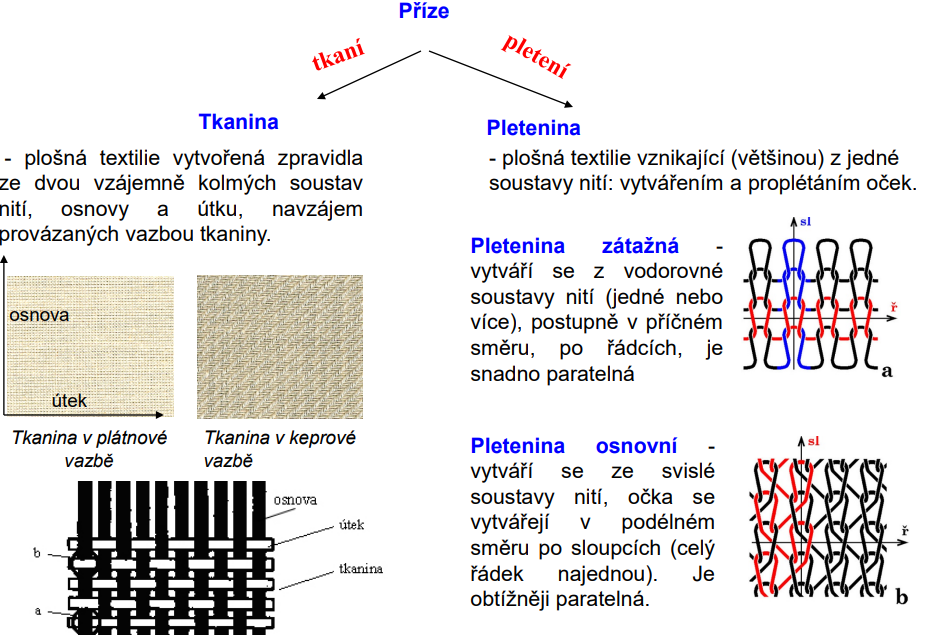 Příze
tkaní
pletení
Tkanina
- plošná textilie vytvořená zpravidla
ze dvou vzájemně kolmých soustav
nití, osnovy a útku, navzájem
provázaných vazbou tkaniny.
osnova
útek
Tkanina v plátnové
vazbě
Tkanina v keprové
vazbě
osnova
útek
b
tkanina
a
Pletenina
- plošná textilie vznikající (většinou) z jedné
soustavy nití: vytvářením a proplétáním oček.
Pletenina zátažná -
vytváří se z vodorovné
soustavy nití (jedné nebo
více), postupně v příčném
směru, po řádcích, je
snadno paratelná
sl
ř
a
Pletenina osnovní -
vytváří se ze svislé
soustavy nití, očka se
vytvářejí v podélném
směru po sloupcích (celý
řádek najednou). Je
obtížněji paratelná.
sl
ř
b